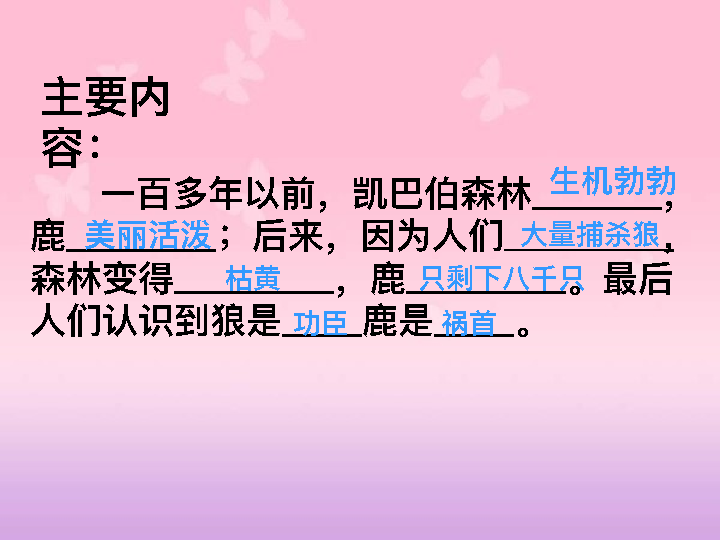 主要内
容：
一百多年以前，凯巴伯森林生机勃勃，
鹿美丽活泼；后来，因为人们大量捕杀狼，
森林变得枯黄，鹿只剩下八千只。最后
人们认识到狼是功臣鹿是祸首。